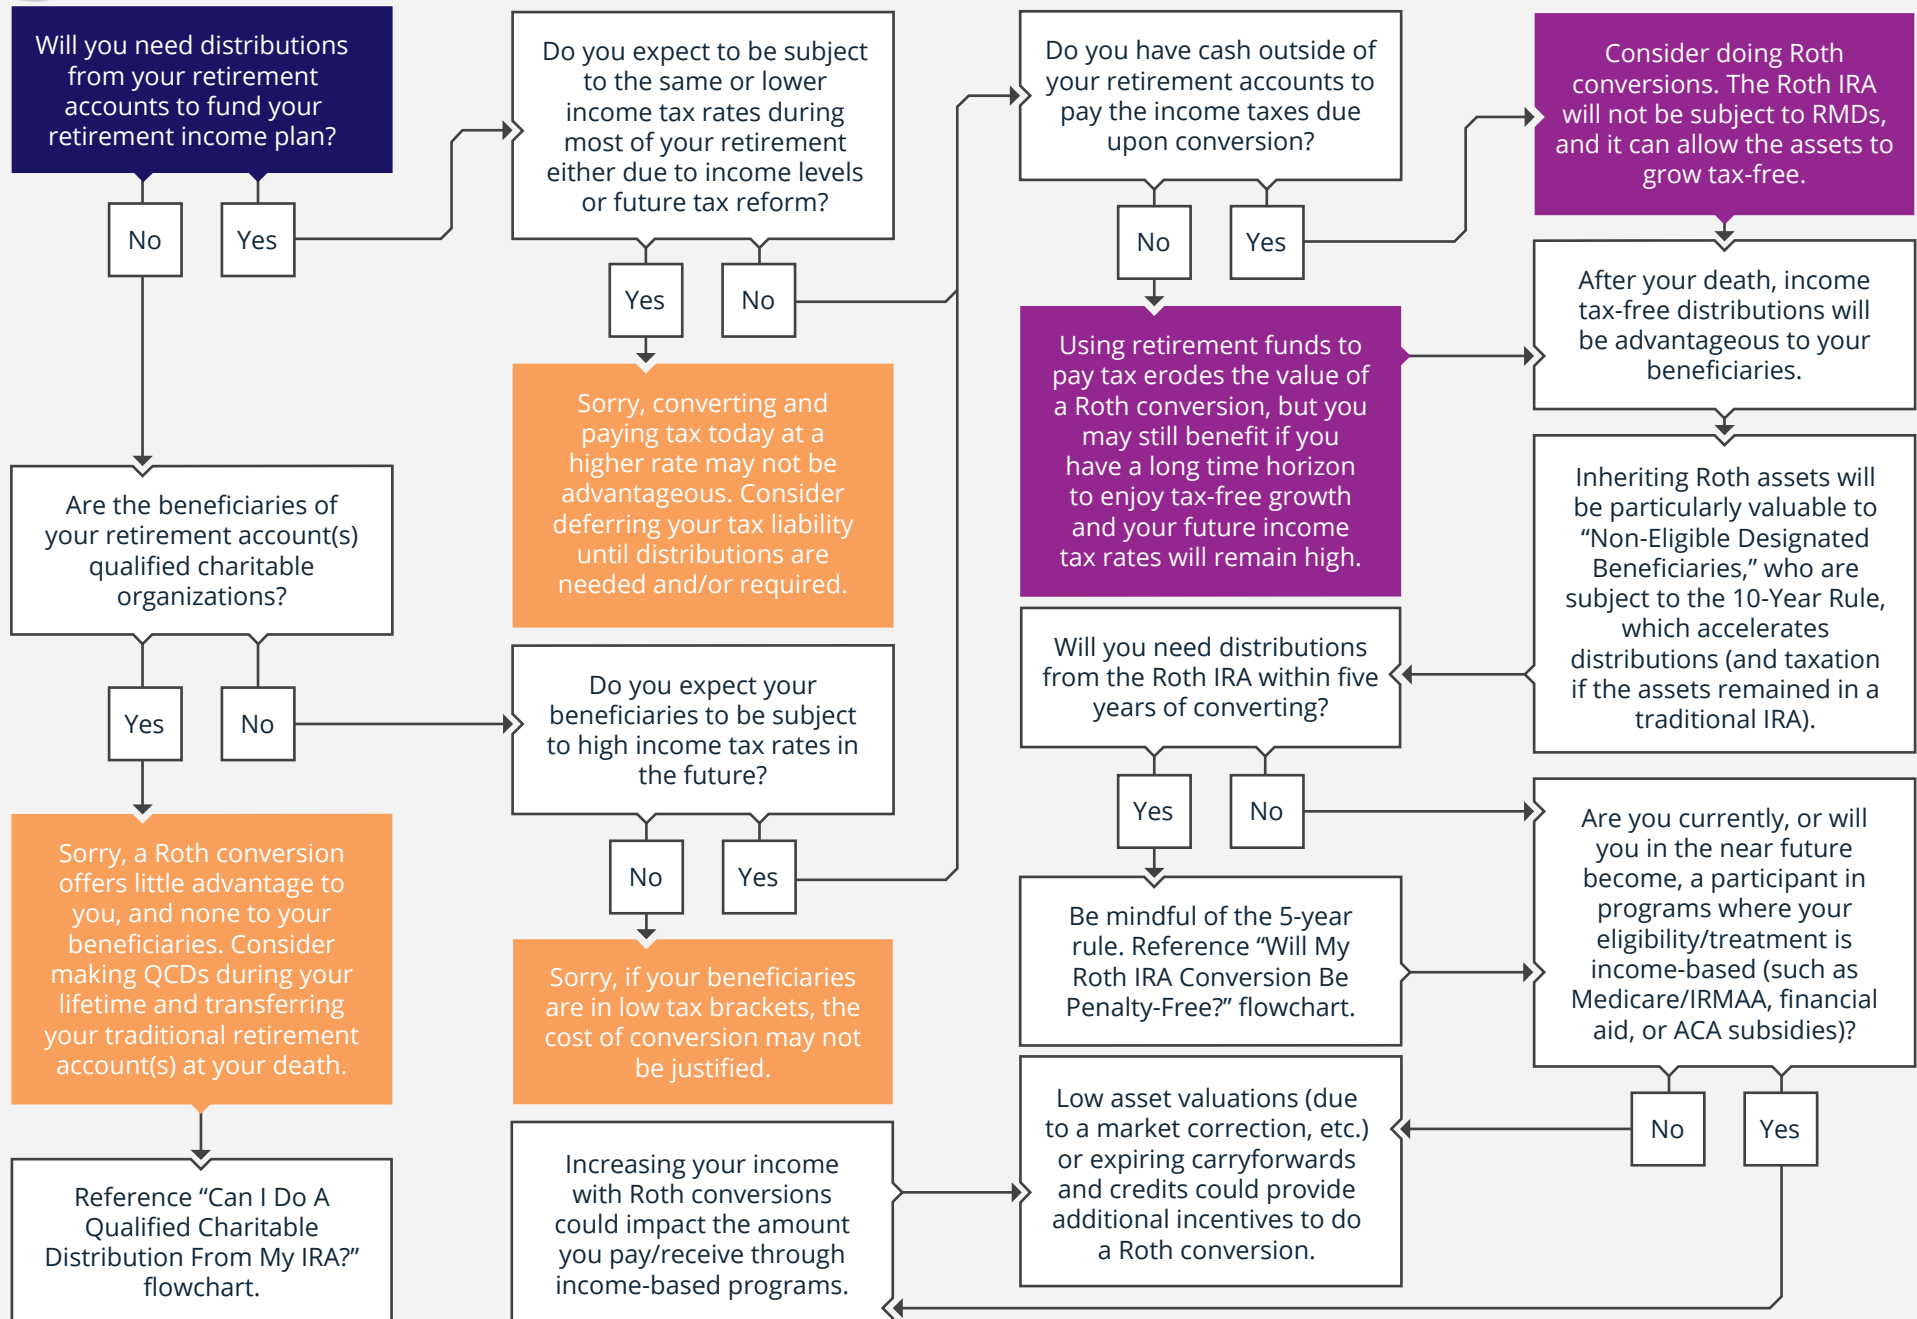 Will you need distributions
from your retirement
accounts to fund your
retirement income plan?
No
Yes
Are the beneficiaries of
your retirement account(s)
qualified charitable
organizations?
Yes
No
Sorry, a Roth conversion
offers little advantage to
you, and none to your
beneficiaries. Consider
making QCDs during your
lifetime and transferring
your traditional retirement
account(s) at your death.
Reference “Can I Do A
Qualified Charitable
Distribution From My IRA?”
flowchart.
Do you expect to be subject
to the same or lower
income tax rates during
most of your retirement
either due to income levels
or future tax reform?
Yes
No
Sorry, converting and
paying tax today at a
higher rate may not be
advantageous. Consider
deferring your tax liability
until distributions are
needed and/or required.
Do you expect your
beneficiaries to be subject
to high income tax rates in
the future?
No
Yes
Sorry, if your beneficiaries
are in low tax brackets, the
cost of conversion may not
be justified.
Increasing your income
with Roth conversions
could impact the amount
you pay/receive through
income-based programs.
Do you have cash outside of
your retirement accounts to
pay the income taxes due
upon conversion?
No
Yes
Using retirement funds to
pay tax erodes the value of
a Roth conversion, but you
may still benefit if you
have a long time horizon
to enjoy tax-free growth
and your future income
tax rates will remain high.
Will you need distributions
from the Roth IRA within five
years of converting?
Yes
No
Be mindful of the 5-year
rule. Reference “Will My
Roth IRA Conversion Be
Penalty-Free?” flowchart.
Low asset valuations (due
to a market correction, etc.)
or expiring carryforwards
and credits could provide
additional incentives to do
a Roth conversion.
Consider doing Roth
conversions. The Roth IRA
will not be subject to RMDs,
and it can allow the assets to
grow tax-free.
After your death, income
tax-free distributions will
be advantageous to your
beneficiaries.
Inheriting Roth assets will
be particularly valuable to
“Non-Eligible Designated
Beneficiaries,” who are
subject to the 10-Year Rule,
which accelerates
distributions (and taxation
if the assets remained in a
traditional IRA).
Are you currently, or will
you in the near future
become, a participant in
programs where your
eligibility/treatment is
income-based (such as
Medicare/IRMAA, financial
aid, or ACA subsidies)?
No
Yes